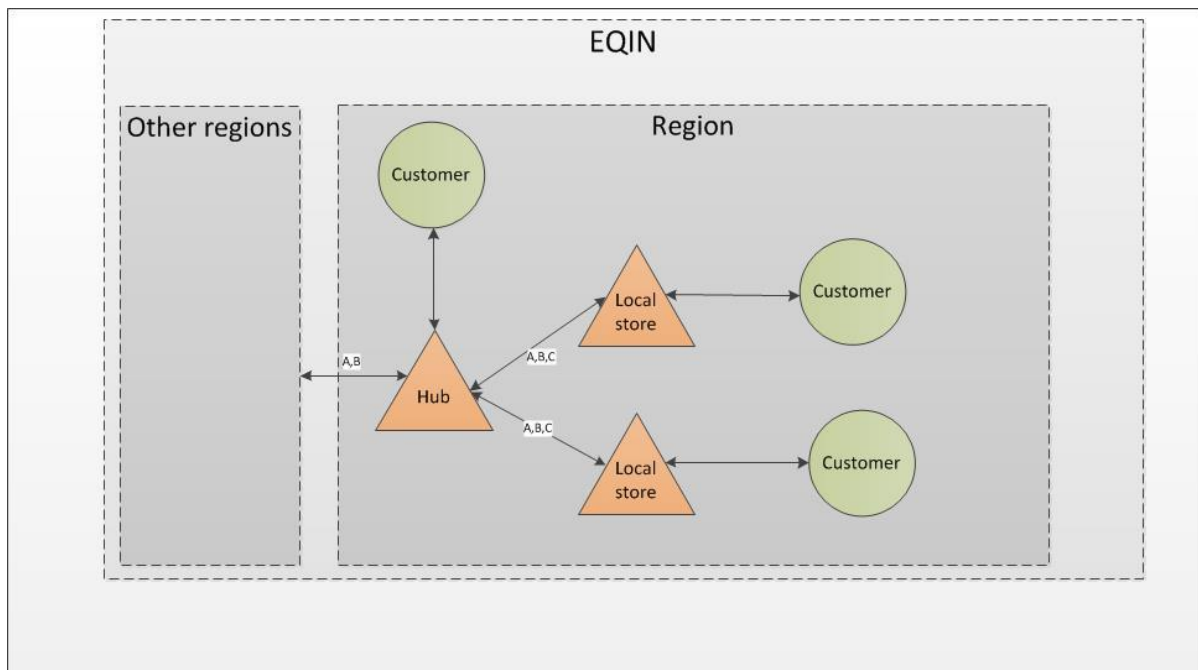 EQIN
Other regions
Region
Customer
Local
store
Customer
A,B
A,B,C
Hub
A,B,C
Local
store
Customer